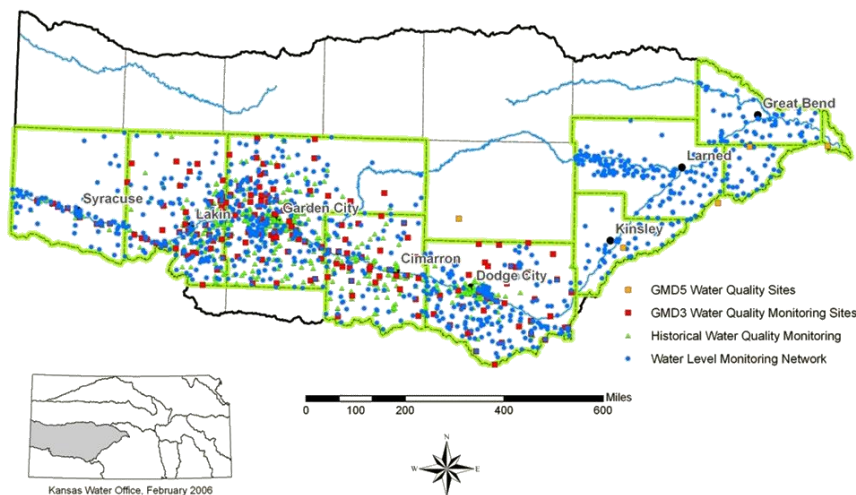 Great Bend
Larned
Syracuse
Lakin
Garden City
Kinsley
Cimarron
Dodge City
GMD5 Water Quality Sites
GMD3 Water Quality Monitoring Sites
Historical Water Quality Monitoring
Water Level Monitoring Network
0 100 200 400 600 Miles
N
W E
S
Kansas Water Office, February 2006